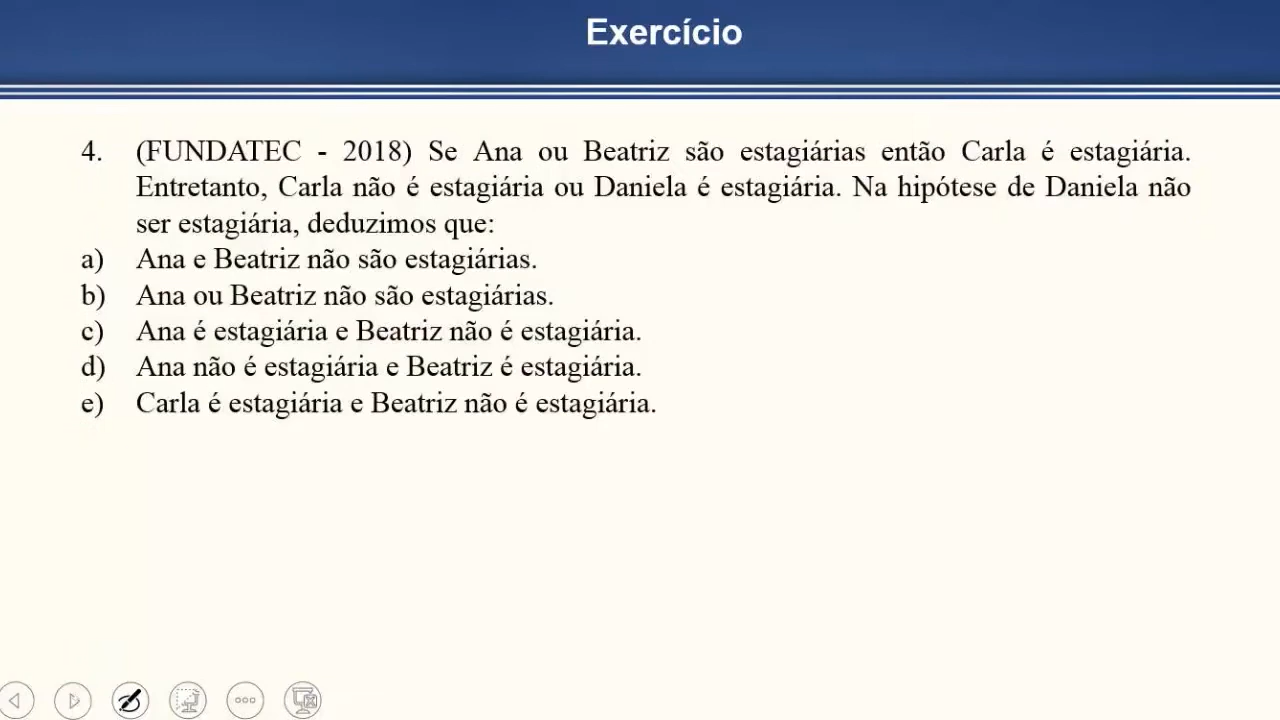 Exercício
4. (FUNDATEC - 2018) Se Ana ou Beatriz são estagiárias então Carla é estagiária.
Entretanto, Carla não é estagiária ou Daniela é estagiária. Na hipótese de Daniela não
ser estagiária, deduzimos que:
a) Ana e Beatriz não são estagiárias.
b) Ana ou Beatriz não são estagiárias.
c) Ana é estagiária e Beatriz não é estagiária.
d) Ana não é estagiária e Beatriz é estagiária.
e) Carla é estagiária e Beatriz não é estagiária.